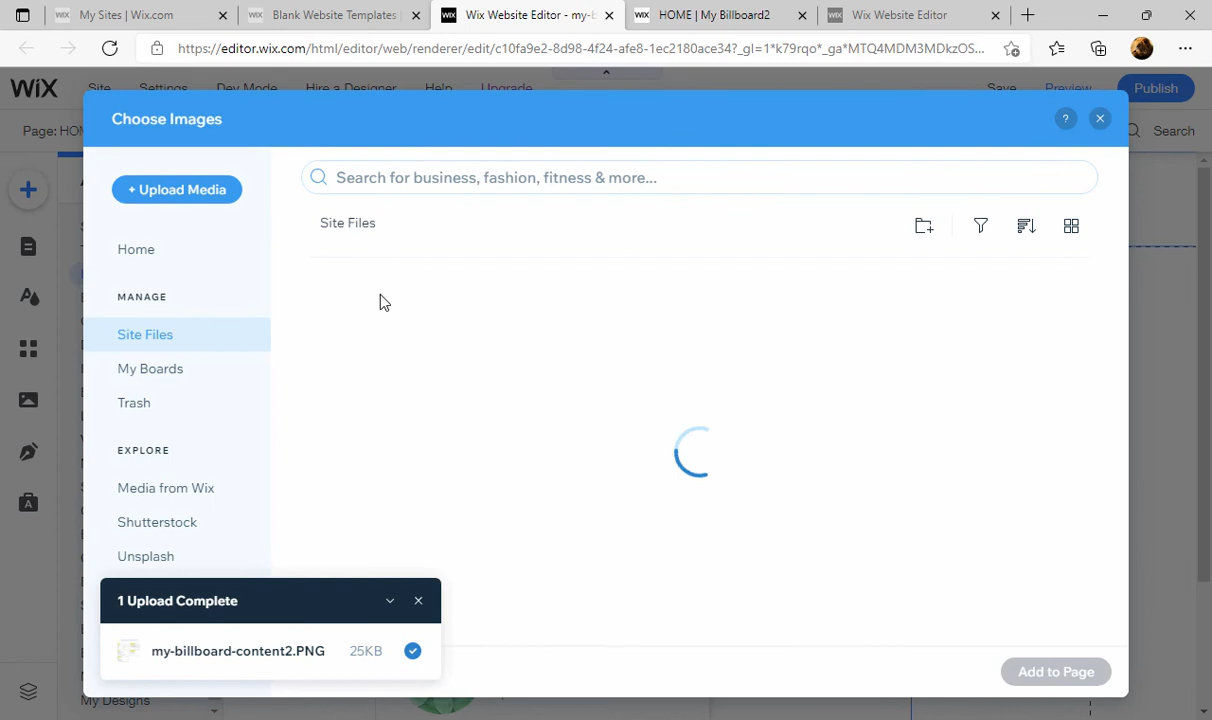 My Sites | Wix.com
Blank Website Templates |
Wix Website Editor - my-b
HOME | My Billboard2
Wix Website Editor
https://editor.wix.com/html/editor/web/renderer/edit/c10fa9e2-8d98-4f24-afe8-1ec2180ace34?_gl=1*k79rqo*_ga*MTQ4MDM3MDkzOS...
WiX
Site Settings Dev Mode Hire a Designer Help Upgrade Save Preview Publish
Page: HOM
Search
Choose Images
?
+ Upload Media
Search for business, fashion, fitness & more...
Site Files
Home
MANAGE
Site Files
My Boards
Trash
EXPLORE
Media from Wix
Shutterstock
Unsplash
1 Upload Complete
my-billboard-content2.PNG 25KB
Add to Page
My Designs